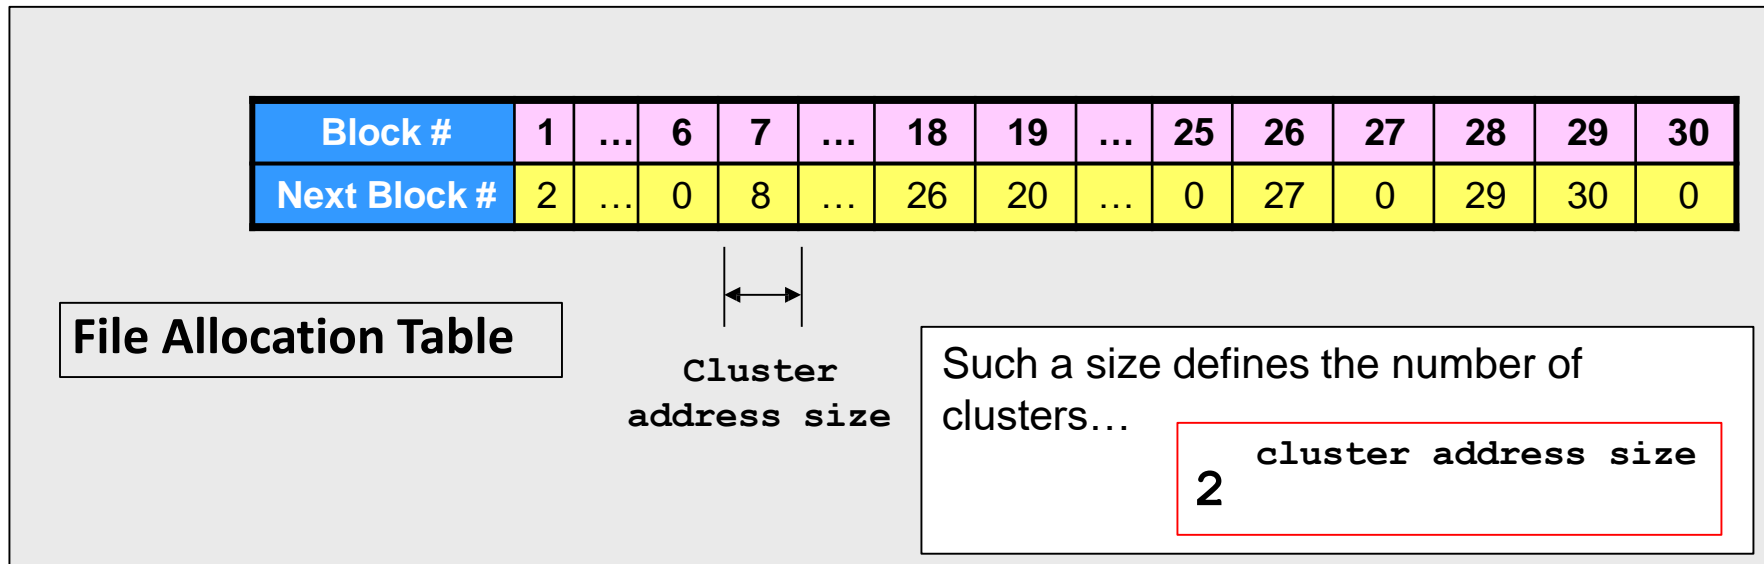 Block # 1 … 6 7 … 18 19 … 25 26 27 28 29 30
Next Block # 2 … 0 8 … 26 20 … 0 27 0 29 30 0
File Allocation Table
Cluster
address size
Such a size defines the number of
clusters…
cluster address size
2